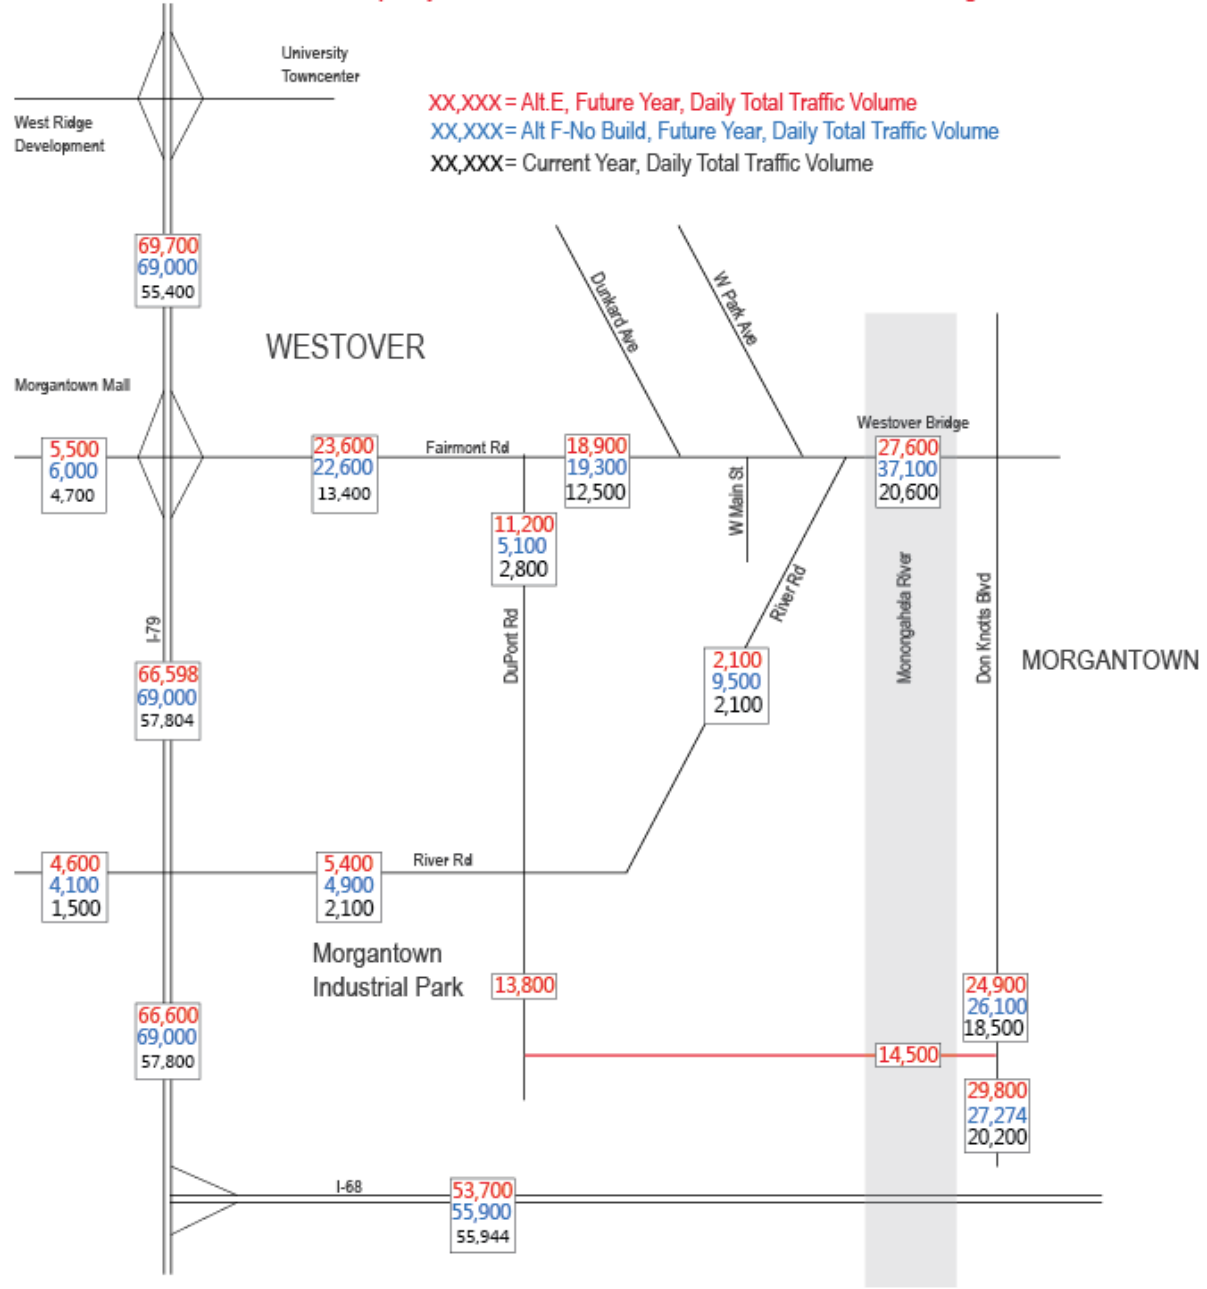 University
Towncenter
XX,XXX = Alt.E, Future Year, Daily Total Traffic Volume
West Ridge
Development
XX,XXX= Alt F-No Build, Future Year, Daily Total Traffic Volume
XX,XXX= Current Year, Daily Total Traffic Volume
69,700
69,000
55,400
Dunkard Ave
W Park Ave
WESTOVER
Morgantown Mall
5,500
6,000
4,700
23,600
22,600
13,400
Fairmont Rd
18,900
19,300
12,500
Westover Bridge
27,600
37,100
20,600
11,200
5,100
2,800
W Main St
River Rd
Monongahela River
Don Knotts Blvd
DuPont Rd
I-79
66,598
69,000
57,804
2,100
9,500
2,100
MORGANTOWN
4,600
4,100
1,500
5,400
4,900
2,100
River Rd
Morgantown
Industrial Park
13,800
24,900
26,100
18,500
66,600
69,000
57,800
14,500
29,800
27,274
20,200
I-68
53,700
55,900
55,944